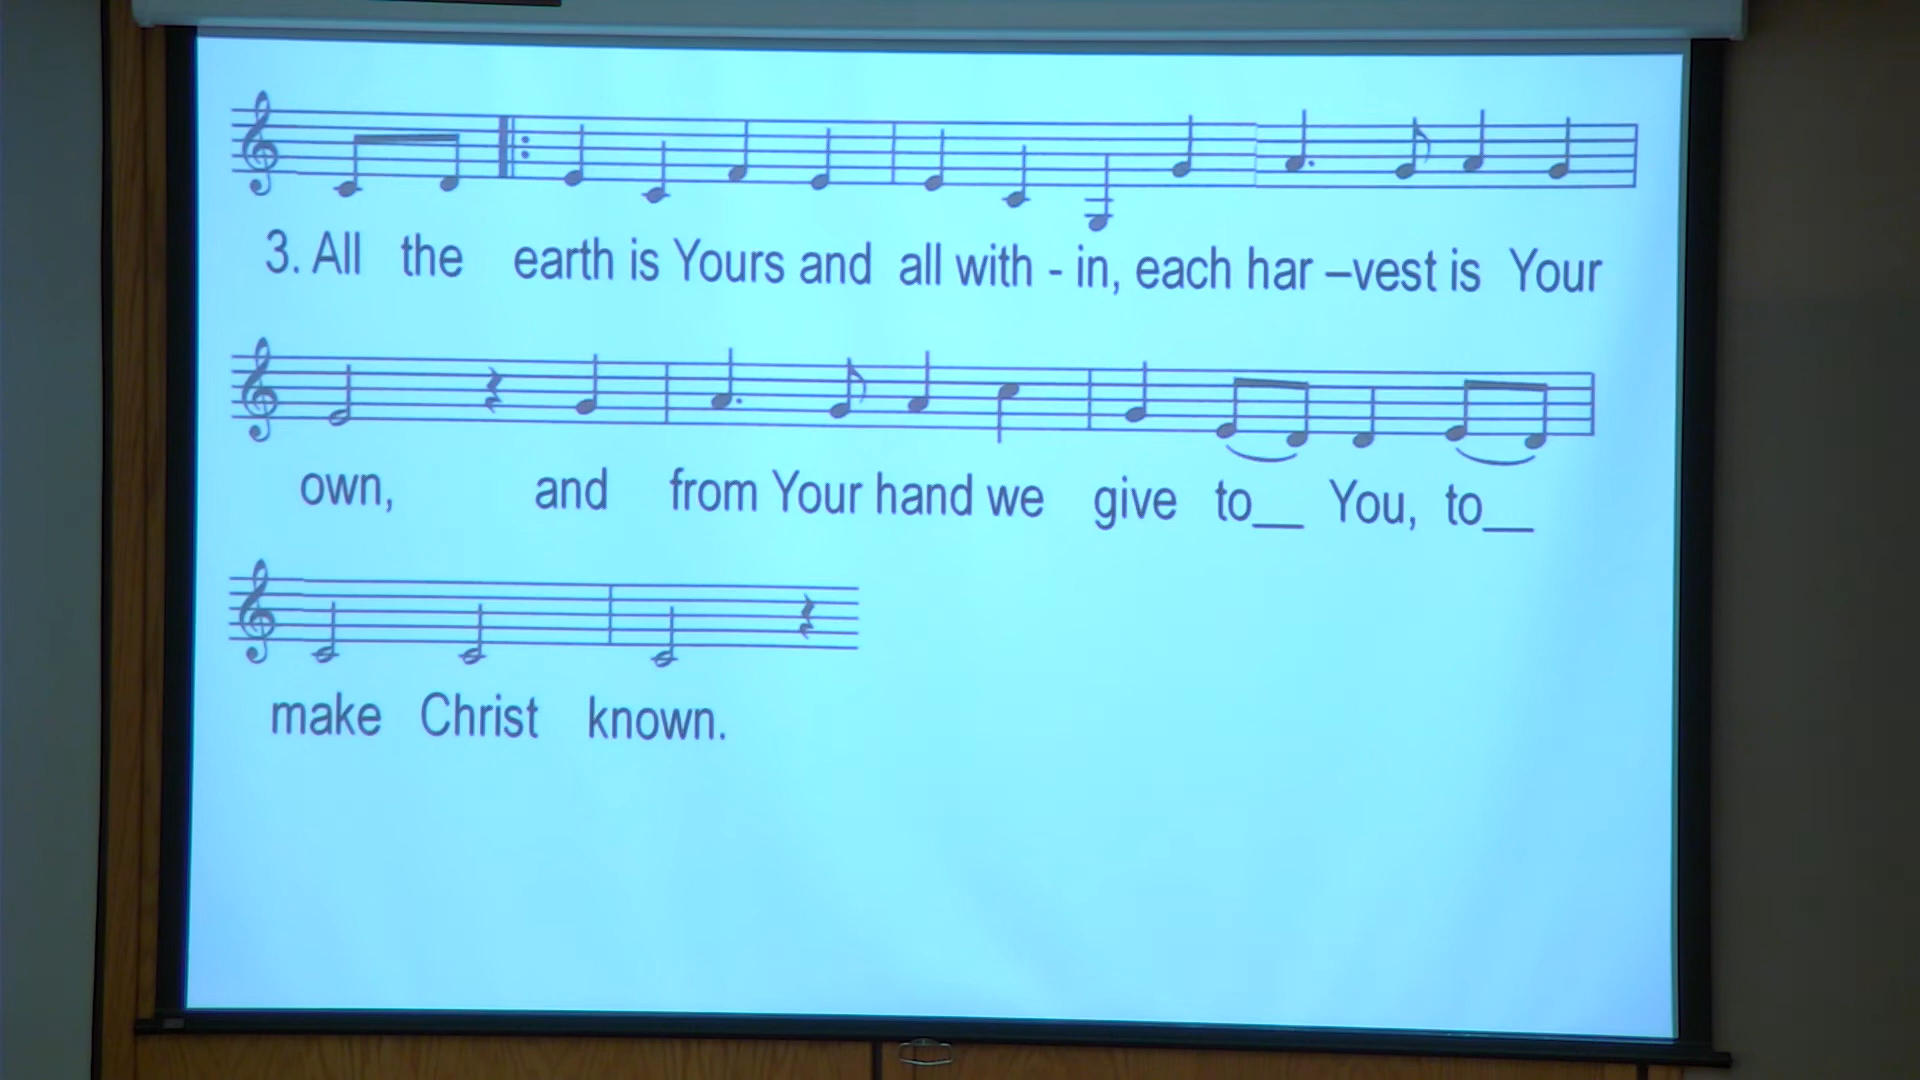 3. All the earth is Yours and all with - in, each har –vest is Your
own, and from Your hand we give to__ You, to__
make Christ known.